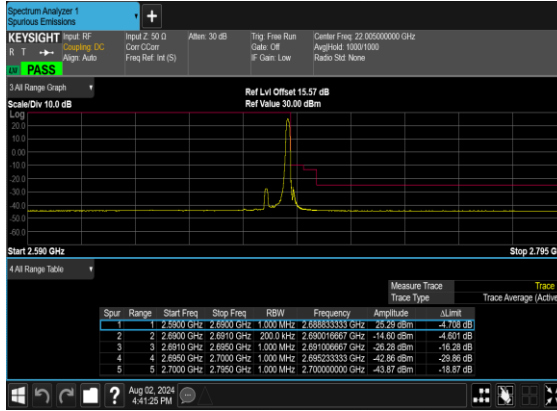 Spectrum Analyzer 1
Spurious Emissions
+
KEYSIGHT Input: RF Input Z: 50 Ω Atten: 30 dB Trig: Free Run Center Freq: 22.005000000 GHz
R T Coupling: DC Corr CCorr Gate: Off Avg|Hold: 1000/1000
Align: Auto Freq Ref: Int (S) IF Gain: Low Radio Std: None
PASS
3 All Range Graph
Ref Lvl Offset 15.57 dB
Scale/Div 10.0 dB Ref Value 30.00 dBm
Log
20.0
10.0
0.00
-10.0
-20.0
-30.0
-40.0
-50.0
-60.0
Start 2.590 GHz Stop 2.795 G
4 All Range Table
Measure Trace Trace
Trace Type Trace Average (Active
Spur Range Start Freq Stop Freq RBW Frequency Amplitude ΔLimit
1 1 2.5900 GHz 2.6900 GHz 1.000 MHz 2.688833333 GHz 25.29 dBm -4.708 dB
2 2 2.6900 GHz 2.6910 GHz 200.0 kHz 2.690016667 GHz -14.60 dBm -4.601 dB
3 3 2.6910 GHz 2.6950 GHz 1.000 MHz 2.691006667 GHz -26.28 dBm -16.28 dB
4 4 2.6950 GHz 2.7000 GHz 1.000 MHz 2.695233333 GHz -42.86 dBm -29.86 dB
5 5 2.7000 GHz 2.7950 GHz 1.000 MHz 2.700000000 GHz -43.87 dBm -18.87 dB
?
Aug 02, 2024
4:41:25 PM